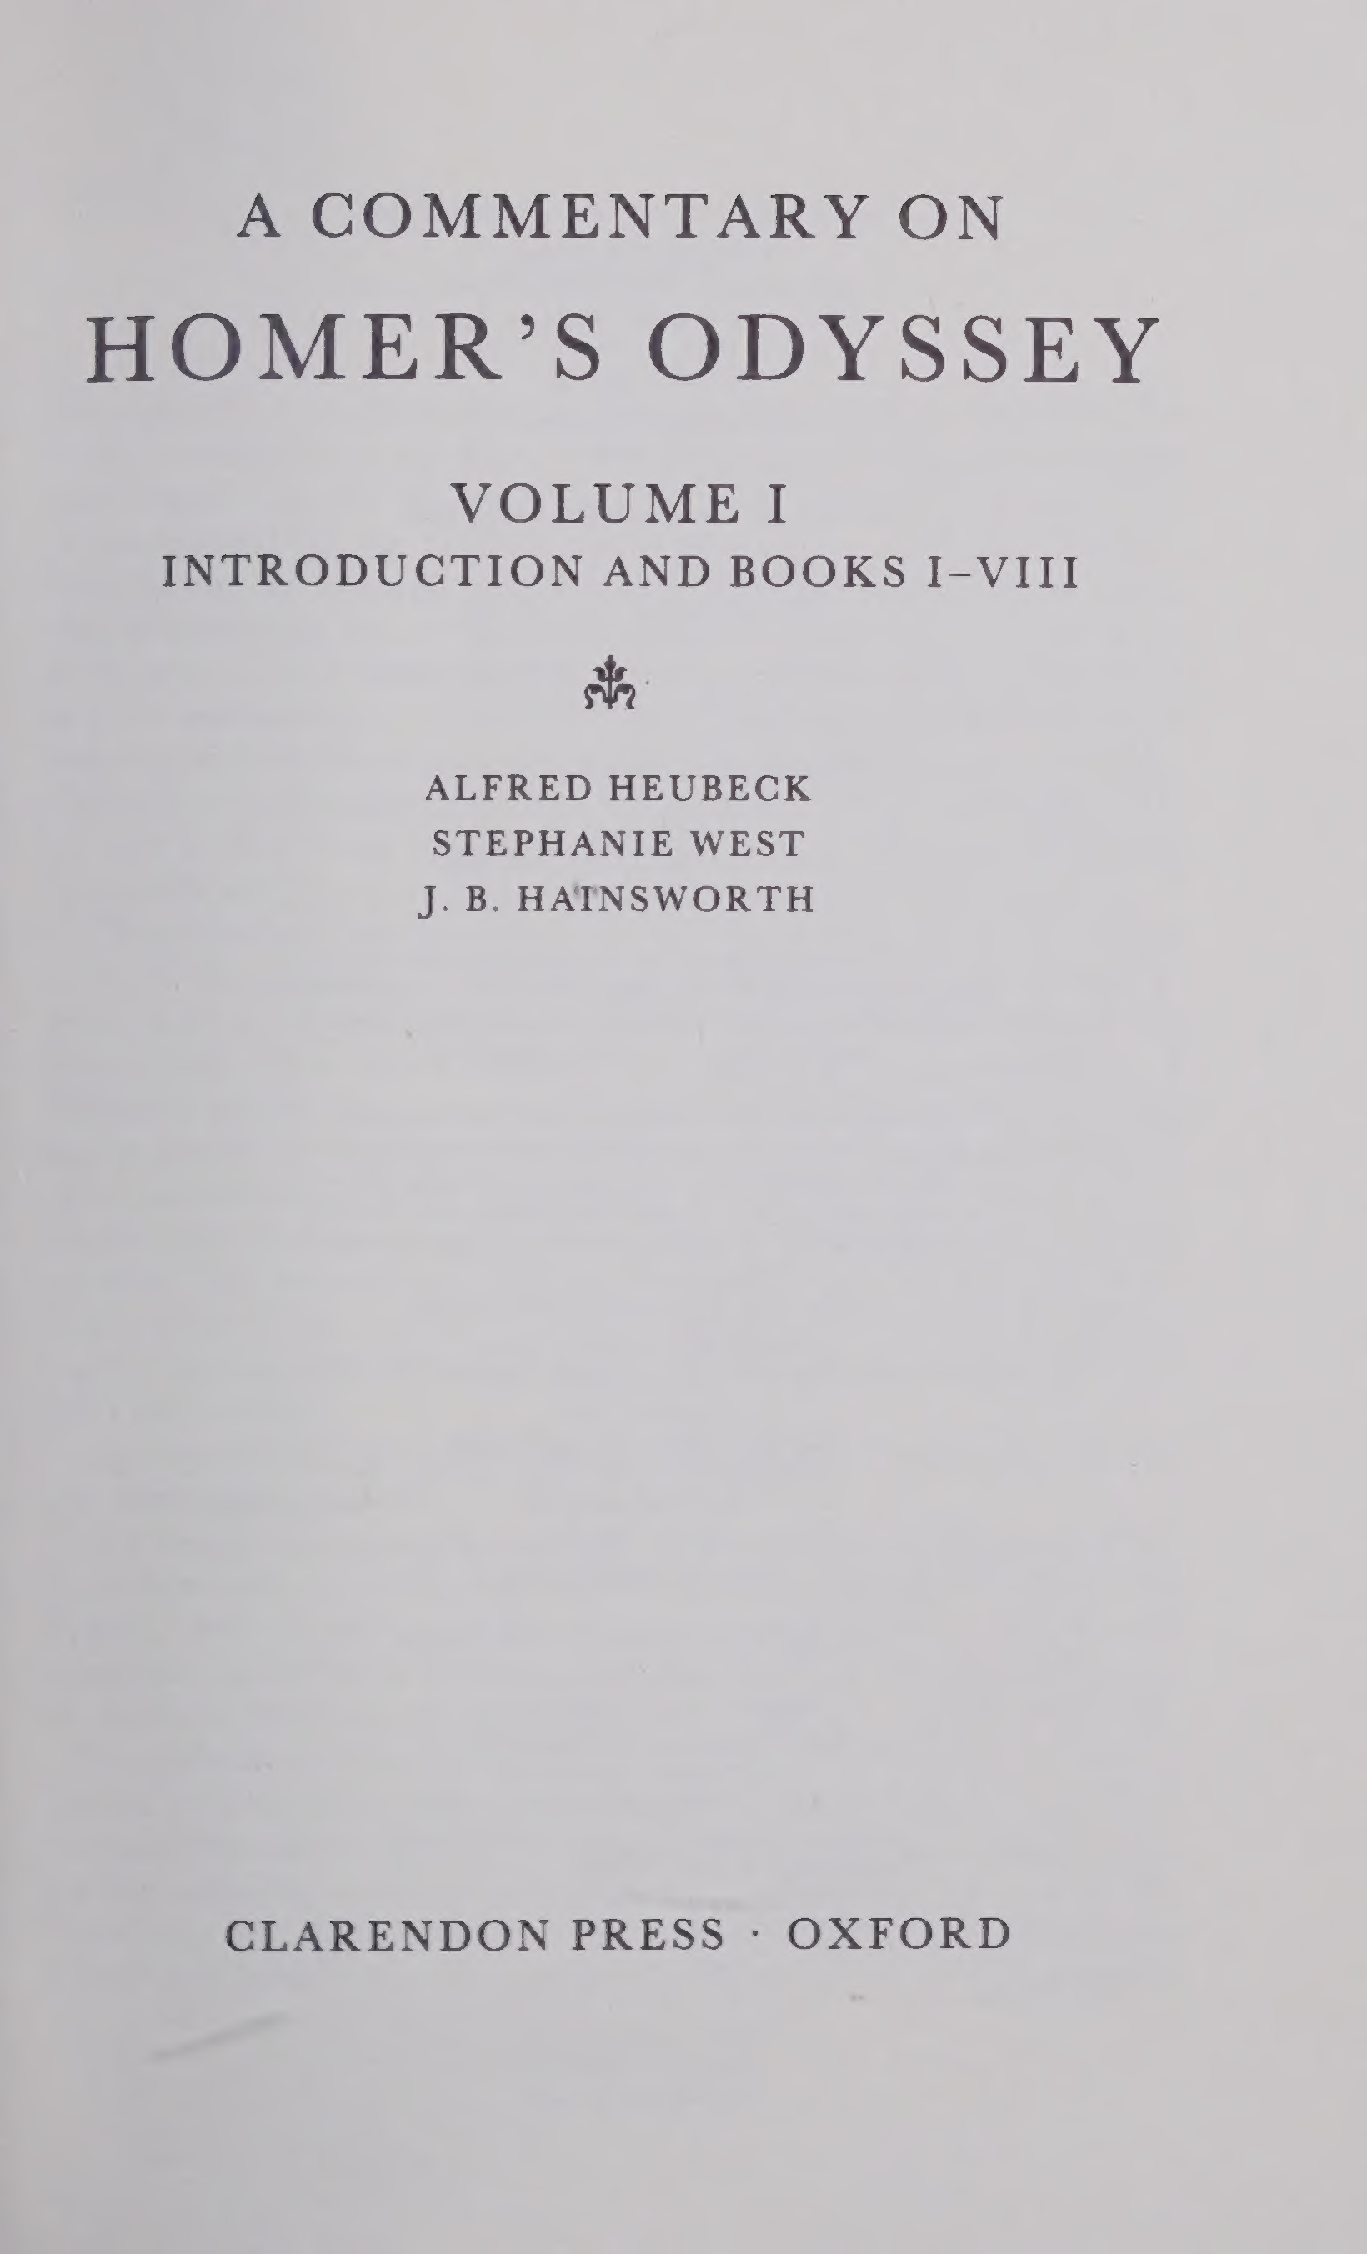 A COMMENTARY ON
HOMER’S ODYSSEY
VOLUME I
INTRODUCTION AND BOOKS I–VIII
ALFRED HEUBECK
STEPHANIE WEST
J. B. HAINSWORTH
CLARENDON PRESS · OXFORD